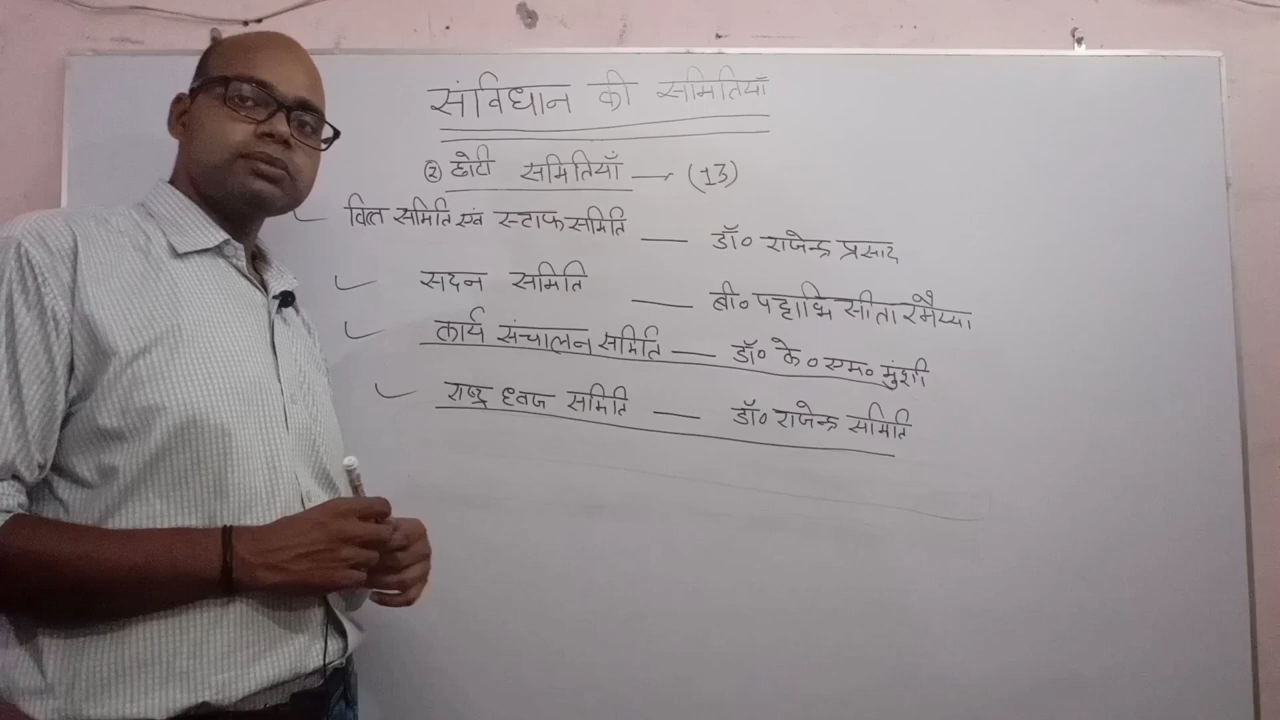 संविधान की समितियाँ
② छोटी समितियाँ → (13)
वित्त समिति एवं स्टाफ समिति — डॉ० राजेन्द्र प्रसाद
सदन समिति — बी० पट्टाभि सीतारमैय्या
कार्य संचालन समिति — डॉ० के० एम० मुंशी
राष्ट्र ध्वज समिति — डॉ० राजेन्द्र समिति